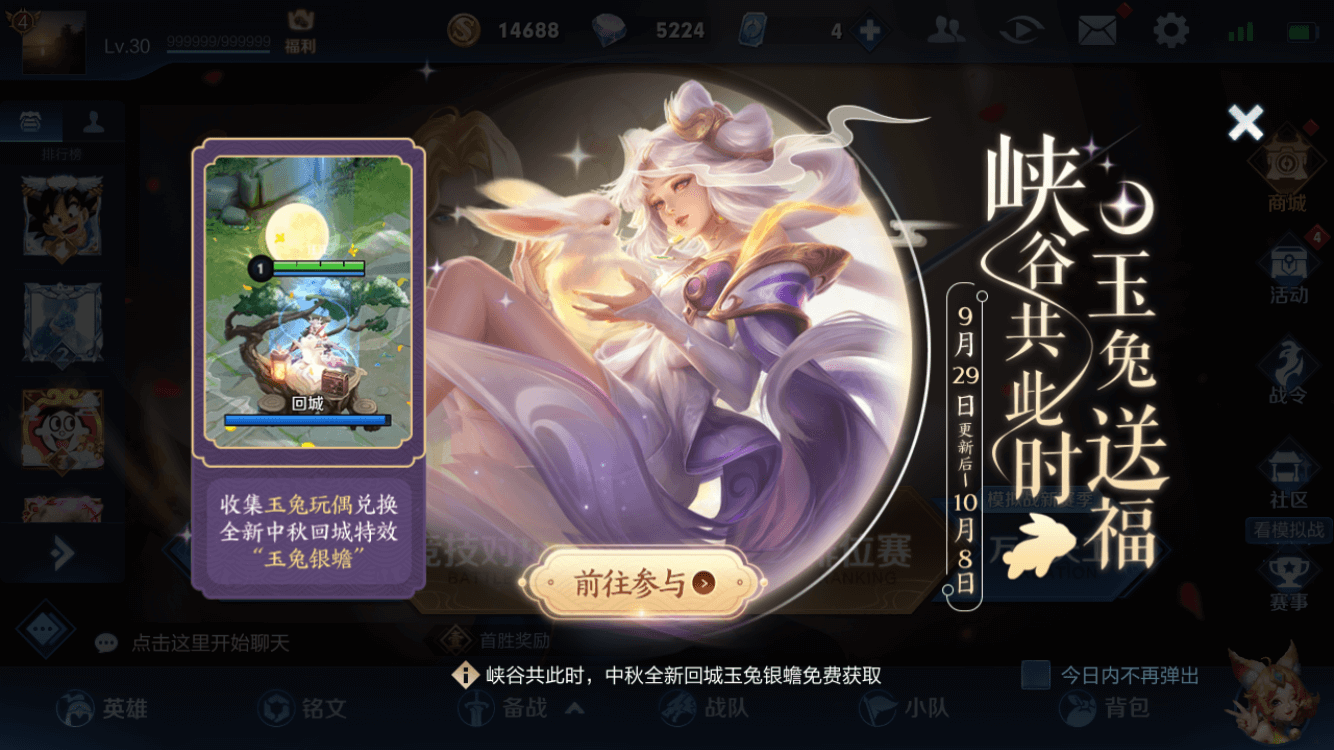 4
Lv.30
999999/999999
福利
14688
5224
4
排行榜
2
1
回城
收集玉兔玩偶兑换
全新中秋回城特效
“玉兔银蟾”
峡谷共此时
玉兔送福
9月29日更新后-10月8日
前往参与
峡谷共此时，中秋全新回城玉兔银蟾免费获取
今日内不再弹出
商城
4
活动
战令
社区
看模拟战
赛事
竞技对
位赛
RANKING
模拟战新赛季
万
点击这里开始聊天
首胜奖励
英雄
铭文
备战
战队
小队
背包